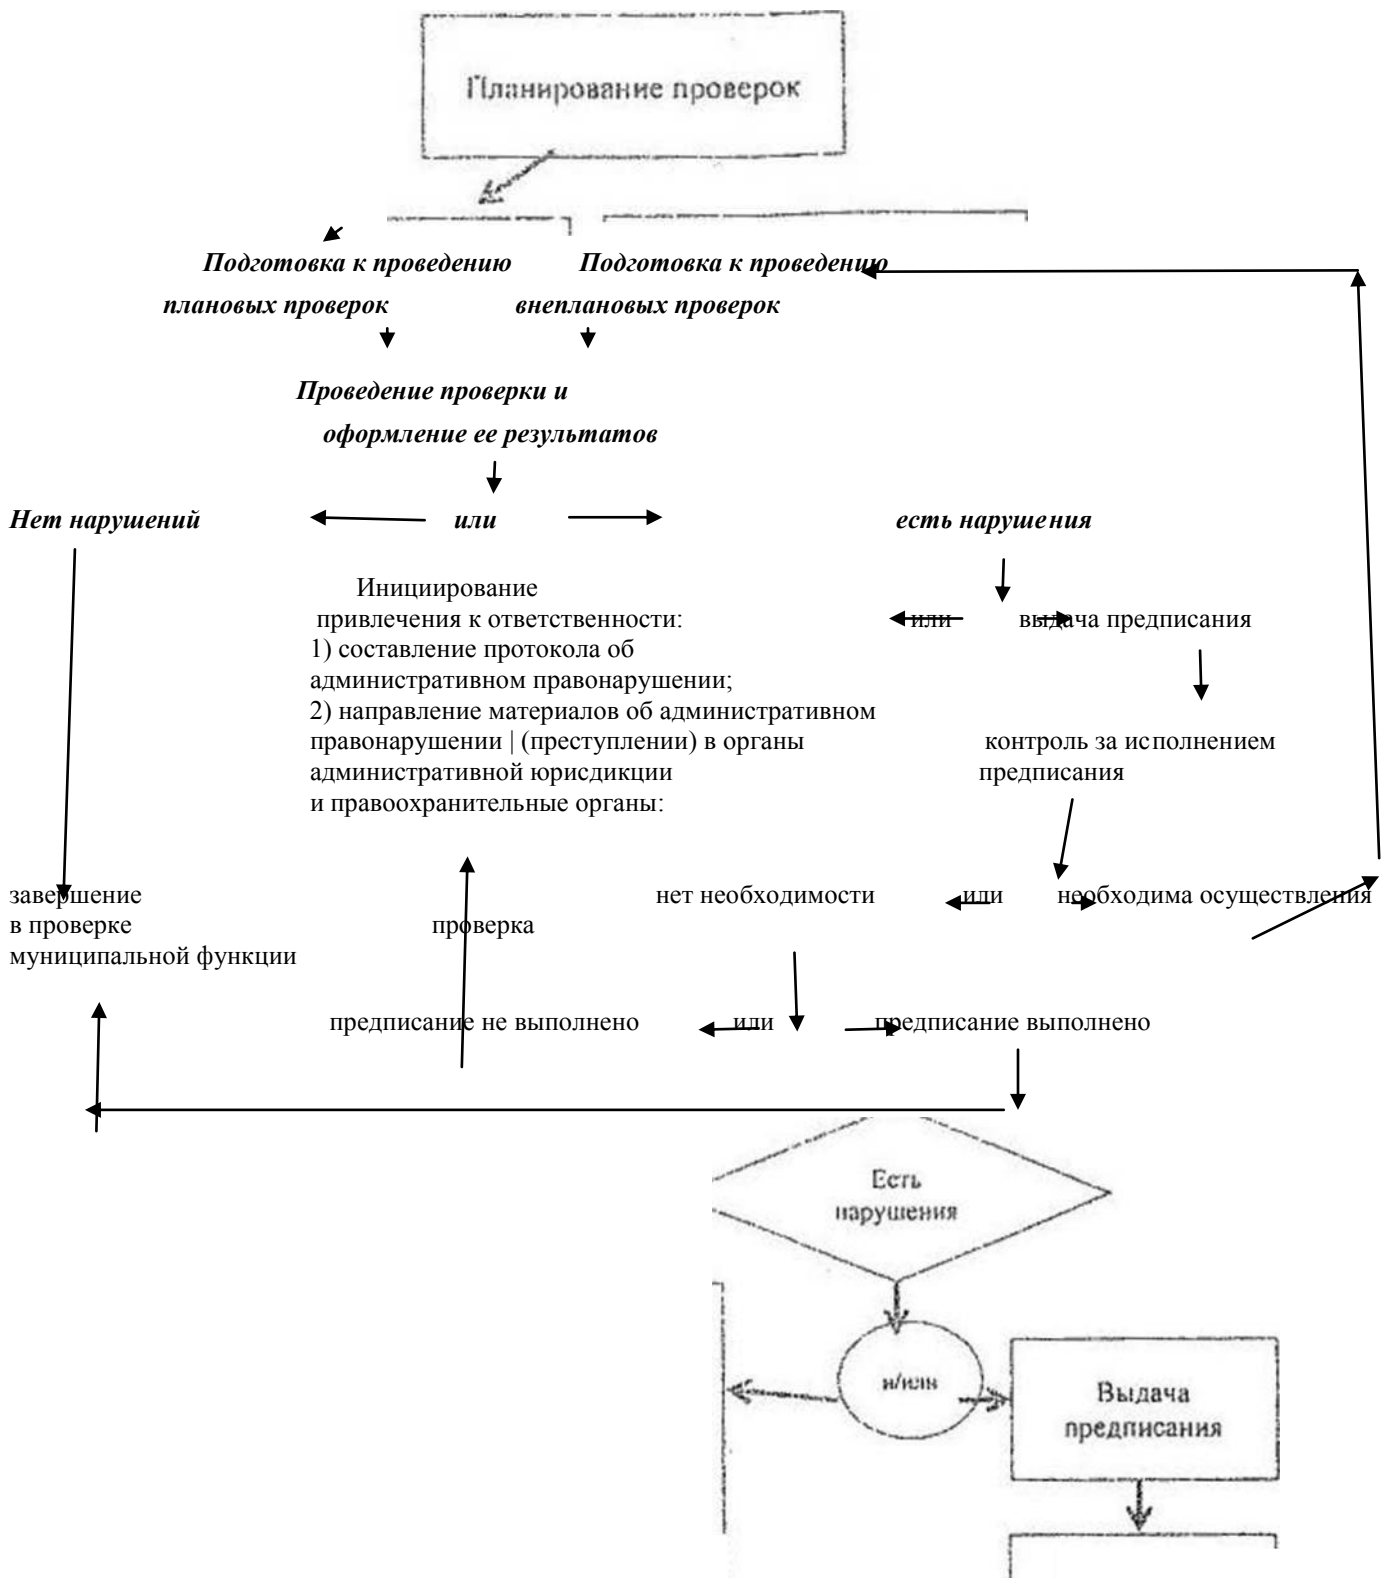 Планирование проверок
Подготовка к проведению Подготовка к проведению
плановых проверок внеплановых проверок
Проведение проверки и
оформление ее результатов
Нет нарушений или есть нарушения
Инициирование
привлечения к ответственности: или выдача предписания
1) составление протокола об
административном правонарушении;
2) направление материалов об административном
правонарушении | (преступлении) в органы контроль за исполнением
административной юрисдикции предписания
и правоохранительные органы:
завершение нет необходимости или необходима осуществления
в проверке проверка
муниципальной функции
предписание не выполнено или предписание выполнено
Есть
нарушения
и/или
Выдача
предписания